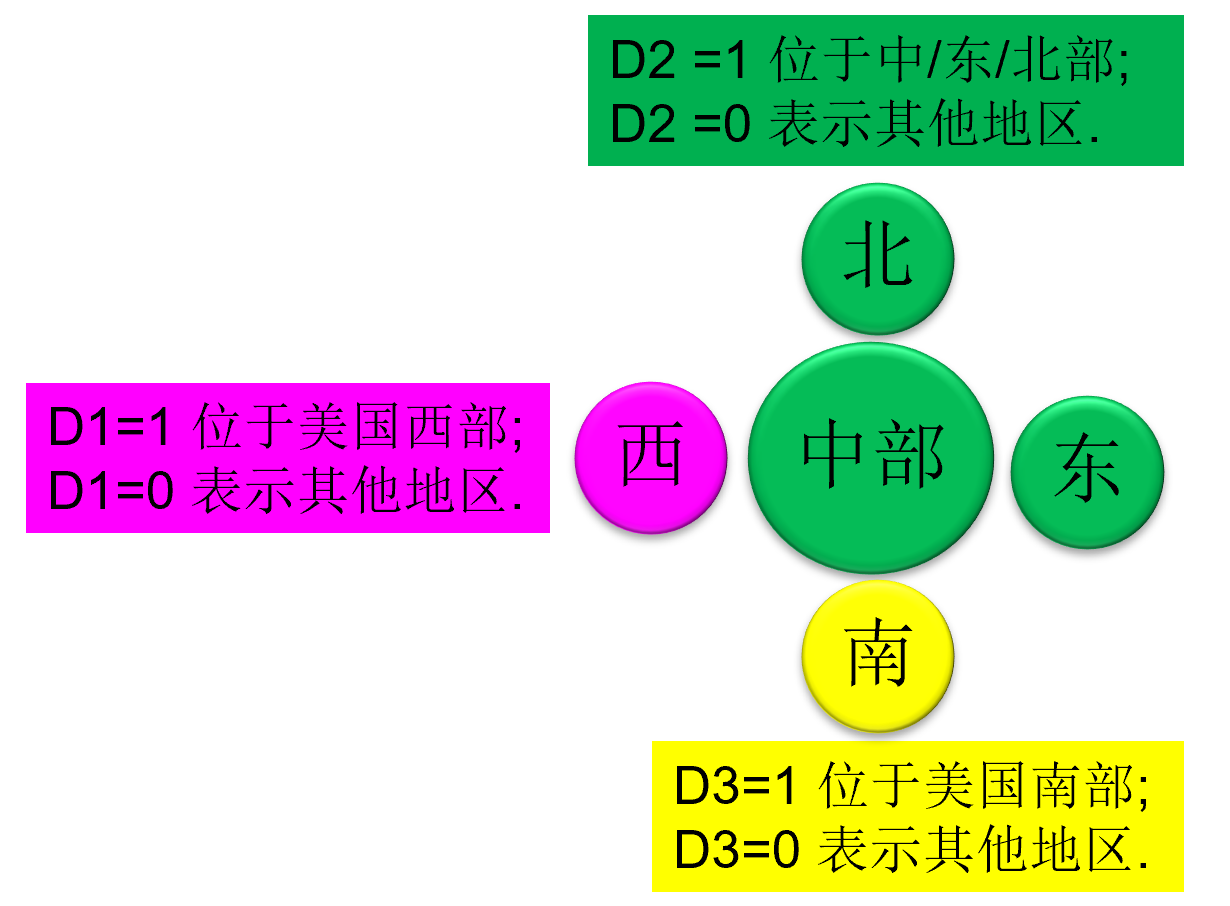 D2 =1 位于中/东/北部;
D2 =0 表示其他地区.
北
D1=1 位于美国西部;
D1=0 表示其他地区.
西
中部
东
南
D3=1 位于美国南部;
D3=0 表示其他地区.